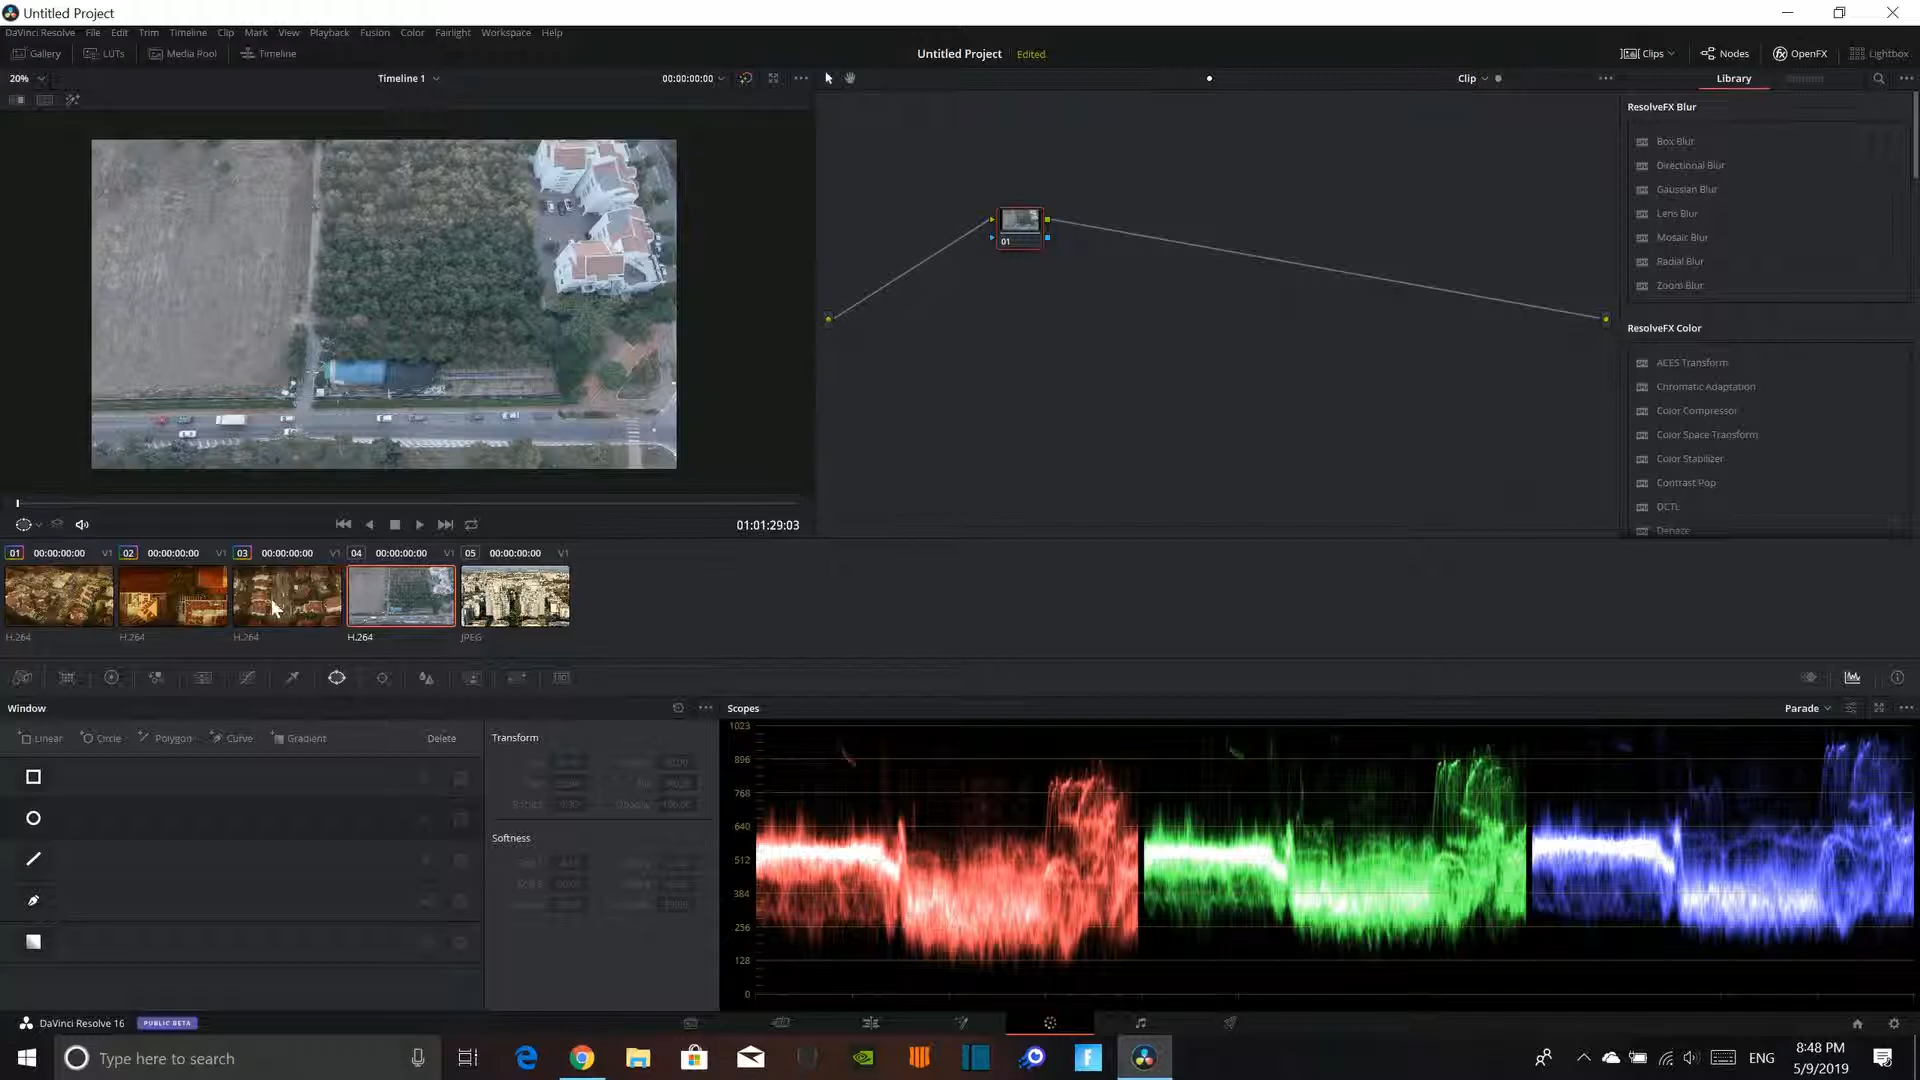 Untitled Project
DaVinci Resolve File Edit Trim Timeline Clip Mark View Playback Fusion Color Fairlight Workspace Help
Gallery LUTs Media Pool Timeline
Untitled Project Edited
Clips Nodes OpenFX Lightbox
20%
Timeline 1
00:00:00:00
Clip
Library
ResolveFX Blur
Box Blur
Directional Blur
Gaussian Blur
Lens Blur
Mosaic Blur
Radial Blur
Zoom Blur
ResolveFX Color
ACES Transform
Chromatic Adaptation
Color Compressor
Color Space Transform
Color Stabilizer
Contrast Pop
DCTL
Dehaze
01
01:01:29:03
01 00:00:00:00 V1 02 00:00:00:00 V1 03 00:00:00:00 V1 04 00:00:00:00 V1 05 00:00:00:00 V1
H.264 H.264 H.264 H.264 JPEG
Window
Linear Circle Polygon Curve Gradient Delete
Transform
Softness
Scopes
Parade
1023
896
768
640
512
384
256
128
0
DaVinci Resolve 16 PUBLIC BETA
Type here to search
ENG
8:48 PM
5/9/2019